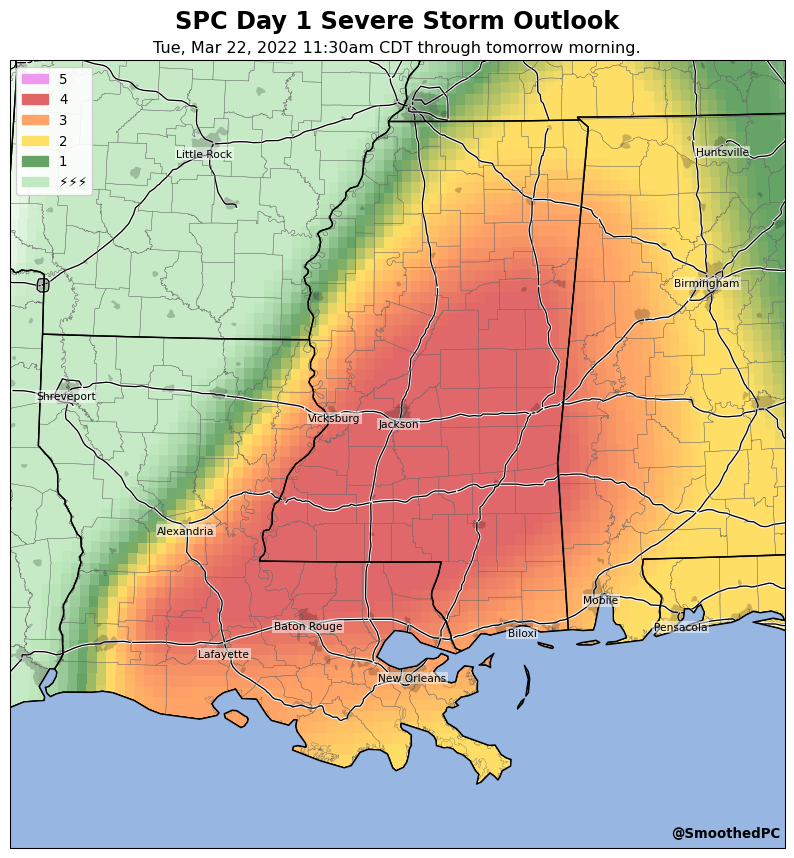 SPC Day 1 Severe Storm Outlook
Tue, Mar 22, 2022 11:30am CDT through tomorrow morning.
5
4
3
2
1
⚡⚡⚡
Little Rock
Huntsville
Birmingham
Shreveport
Vicksburg
Jackson
Alexandria
Mobile
Baton Rouge
Pensacola
Biloxi
Lafayette
New Orleans
@SmoothedPC